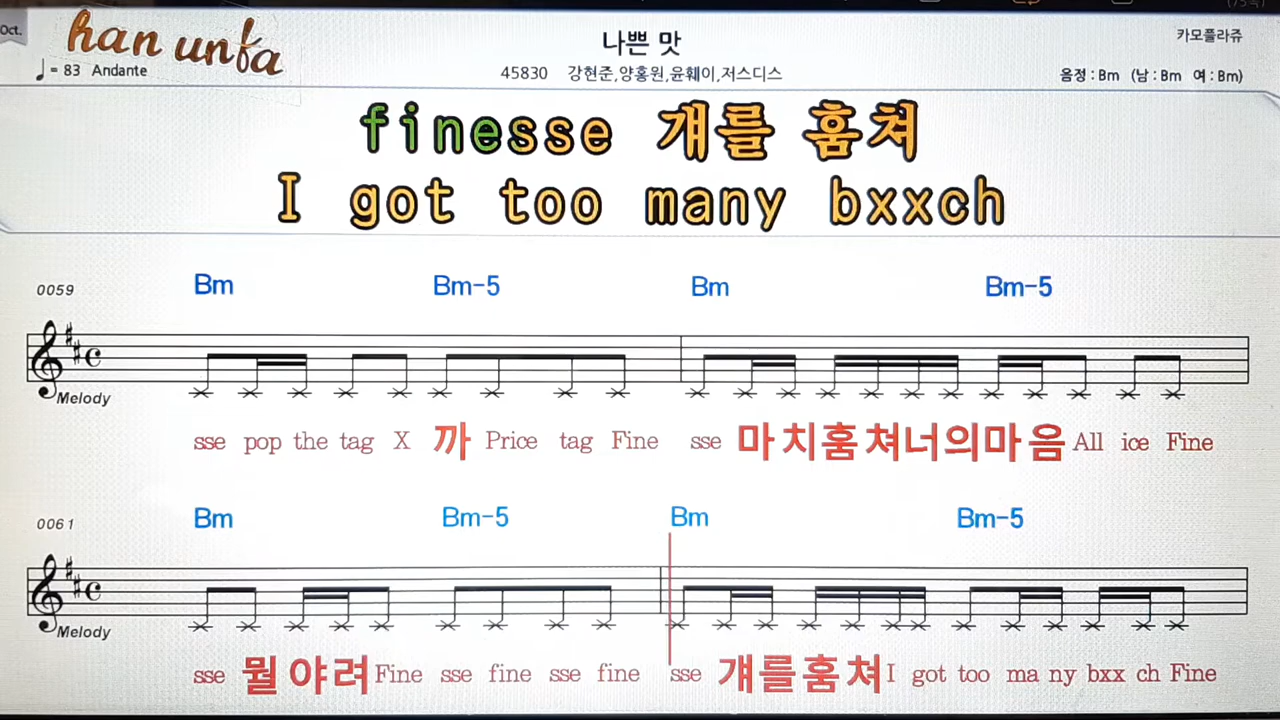 Oct.
han unfa
♩= 83 Andante
나쁜 맛
카모플라쥬
45830 강현준,양홍원,윤훼이,저스디스
음정 : Bm (남 : Bm 여 : Bm)
finesse 걔를 훔쳐
I got too many bxxch
0059
Bm Bm-5 Bm Bm-5
Melody
sse pop the tag X 까 Price tag Fine sse 마치훔쳐너의마음 All ice Fine
0061
Bm Bm-5 Bm Bm-5
Melody
sse 뭘야려 Fine sse fine sse fine sse 걔를훔쳐 I got too ma ny bxx ch Fine